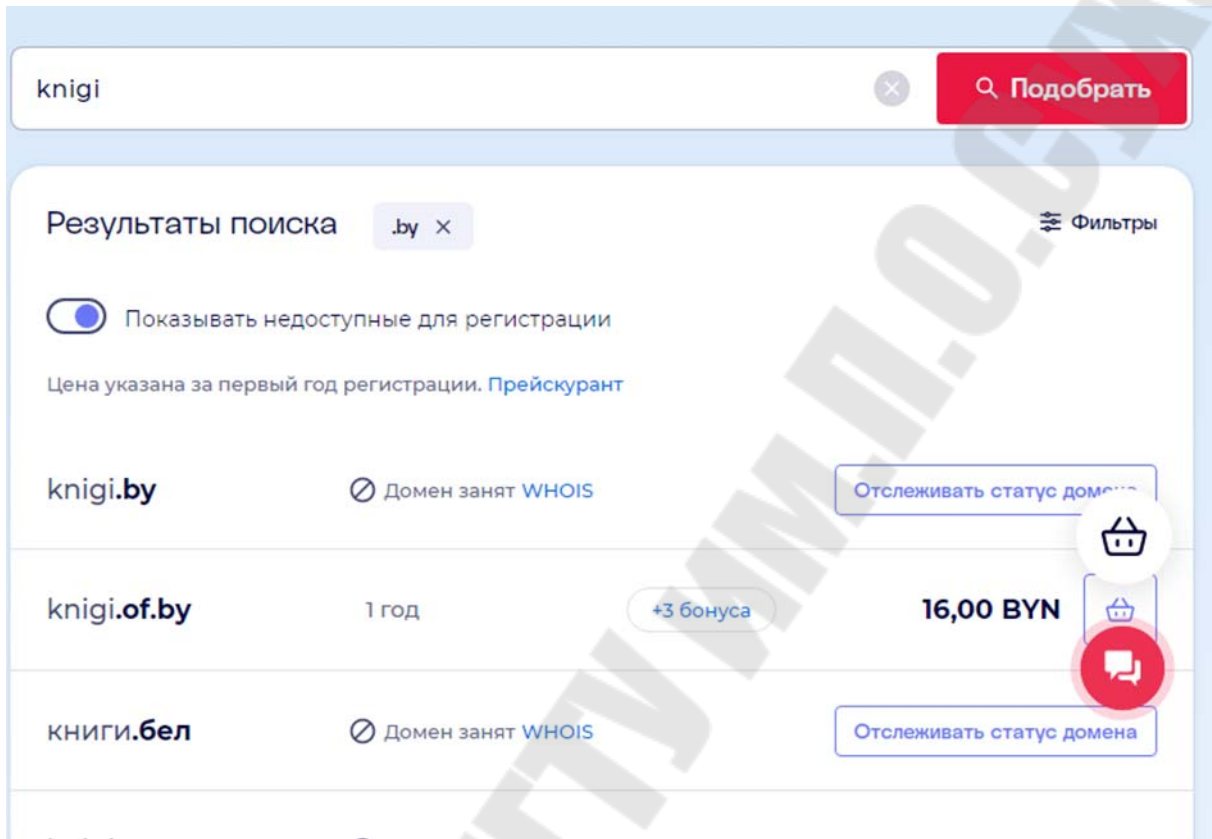 knigi
Подобрать
Результаты поиска .by
Фильтры
Показывать недоступные для регистрации
Цена указана за первый год регистрации. Прейскурант
knigi.by Домен занят WHOIS Отслеживать статус
knigi.of.by 1 год +3 бонуса 16,00 BYN
книги.бел Домен занят WHOIS Отслеживать статус домена